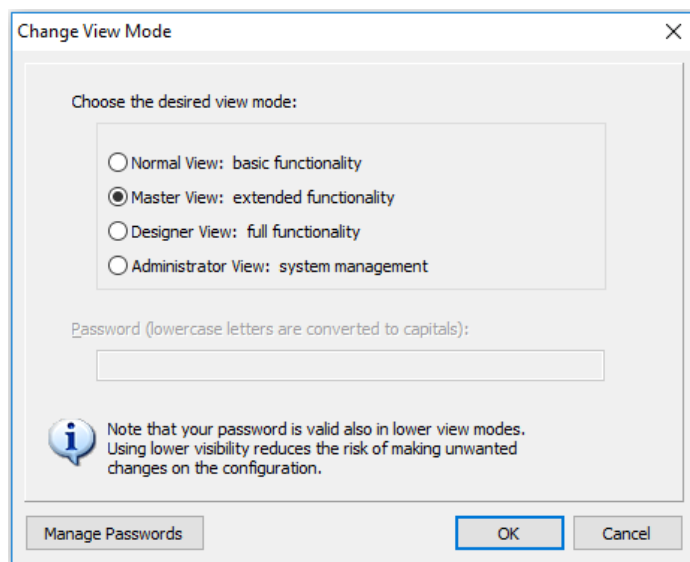 Change View Mode
Choose the desired view mode:
Normal View: basic functionality
Master View: extended functionality
Designer View: full functionality
Administrator View: system management
Password (lowercase letters are converted to capitals):
Note that your password is valid also in lower view modes.
Using lower visibility reduces the risk of making unwanted
changes on the configuration.
Manage Passwords
OK
Cancel